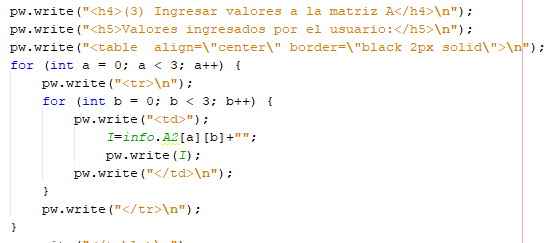 pw.write("<h4>(3) Ingresar valores a la matriz A</h4>\n");
pw.write("<h5>Valores ingresados por el usuario:</h5>\n");
pw.write("<table  align=\"center\" border=\"black 2px solid\">\n");
for (int a = 0; a < 3; a++) {
pw.write("<tr>\n");
for (int b = 0; b < 3; b++) {
pw.write("<td>");
I=info.A2[a][b]+"";
pw.write(I);
pw.write("</td>\n");
}
pw.write("</tr>\n");
}